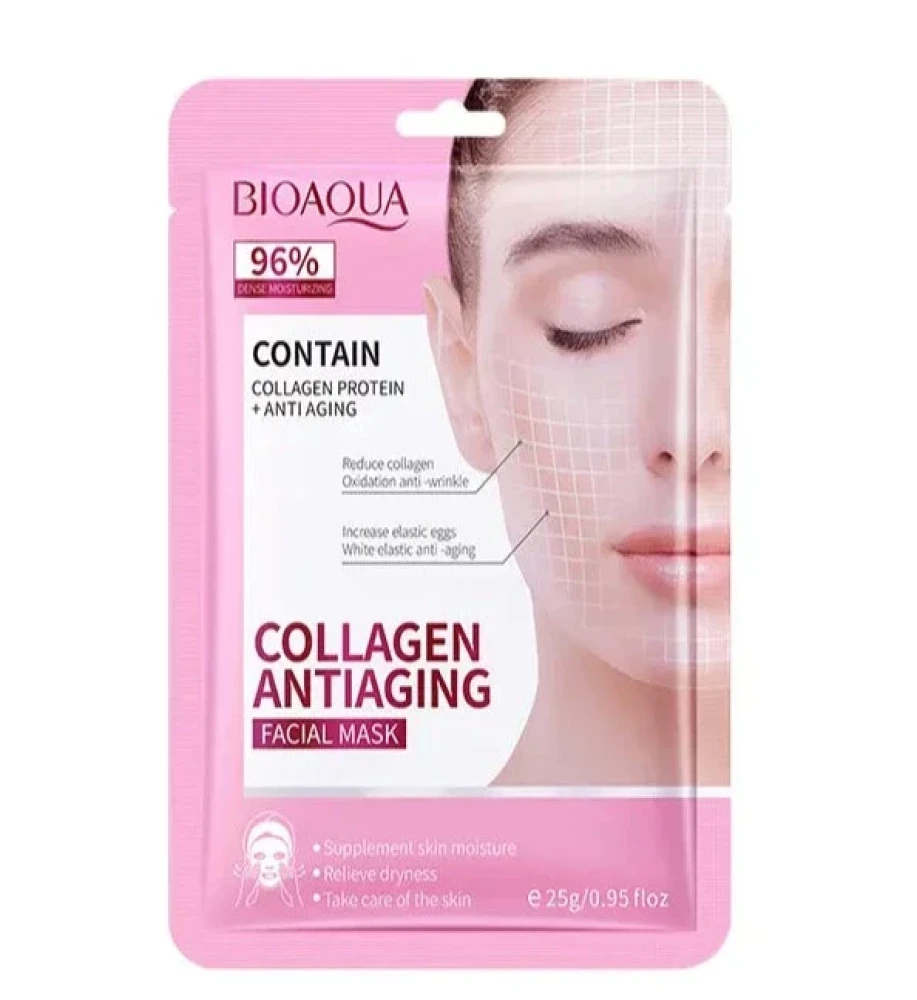 BIOAQUA
96%
DENSE MOISTURIZING
CONTAIN
COLLAGEN PROTEIN
+ ANTI AGING
Reduce collagen
Oxidation anti -wrinkle
Increase elastic eggs
White elastic anti -aging
COLLAGEN
ANTIAGING
FACIAL MASK
• Supplement skin moisture
• Relieve dryness
• Take care of the skin
e 25g/0.95 floz